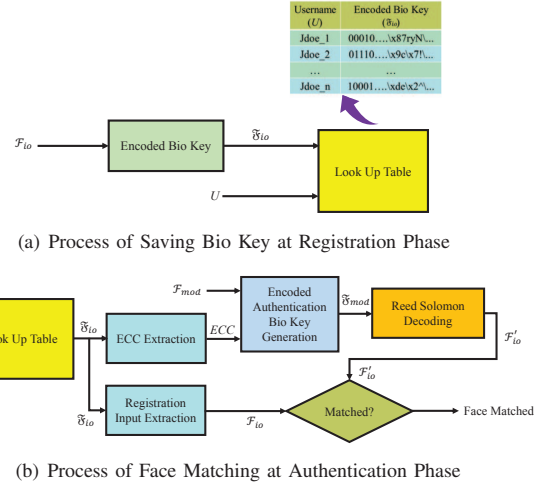 Username Encoded Bio Key
(U) (𝔉io)
Jdoe_1 00010….\x87ryN\...
Jdoe_2 01110….\x9c\x7!\...
… …
Jdoe_n 10001….\xde\x2^\...
ℱio Encoded Bio Key 𝔉io
Look Up Table
U
(a) Process of Saving Bio Key at Registration Phase
ℱmod
Encoded
Authentication
Bio Key
Generation
𝔉mod
Reed Solomon
Decoding
ok Up Table
𝔉io
ECC Extraction
ECC
ℱ′io
ℱ′io
𝔉io
Registration
Input Extraction
ℱio
Matched?
Face Matched
(b) Process of Face Matching at Authentication Phase